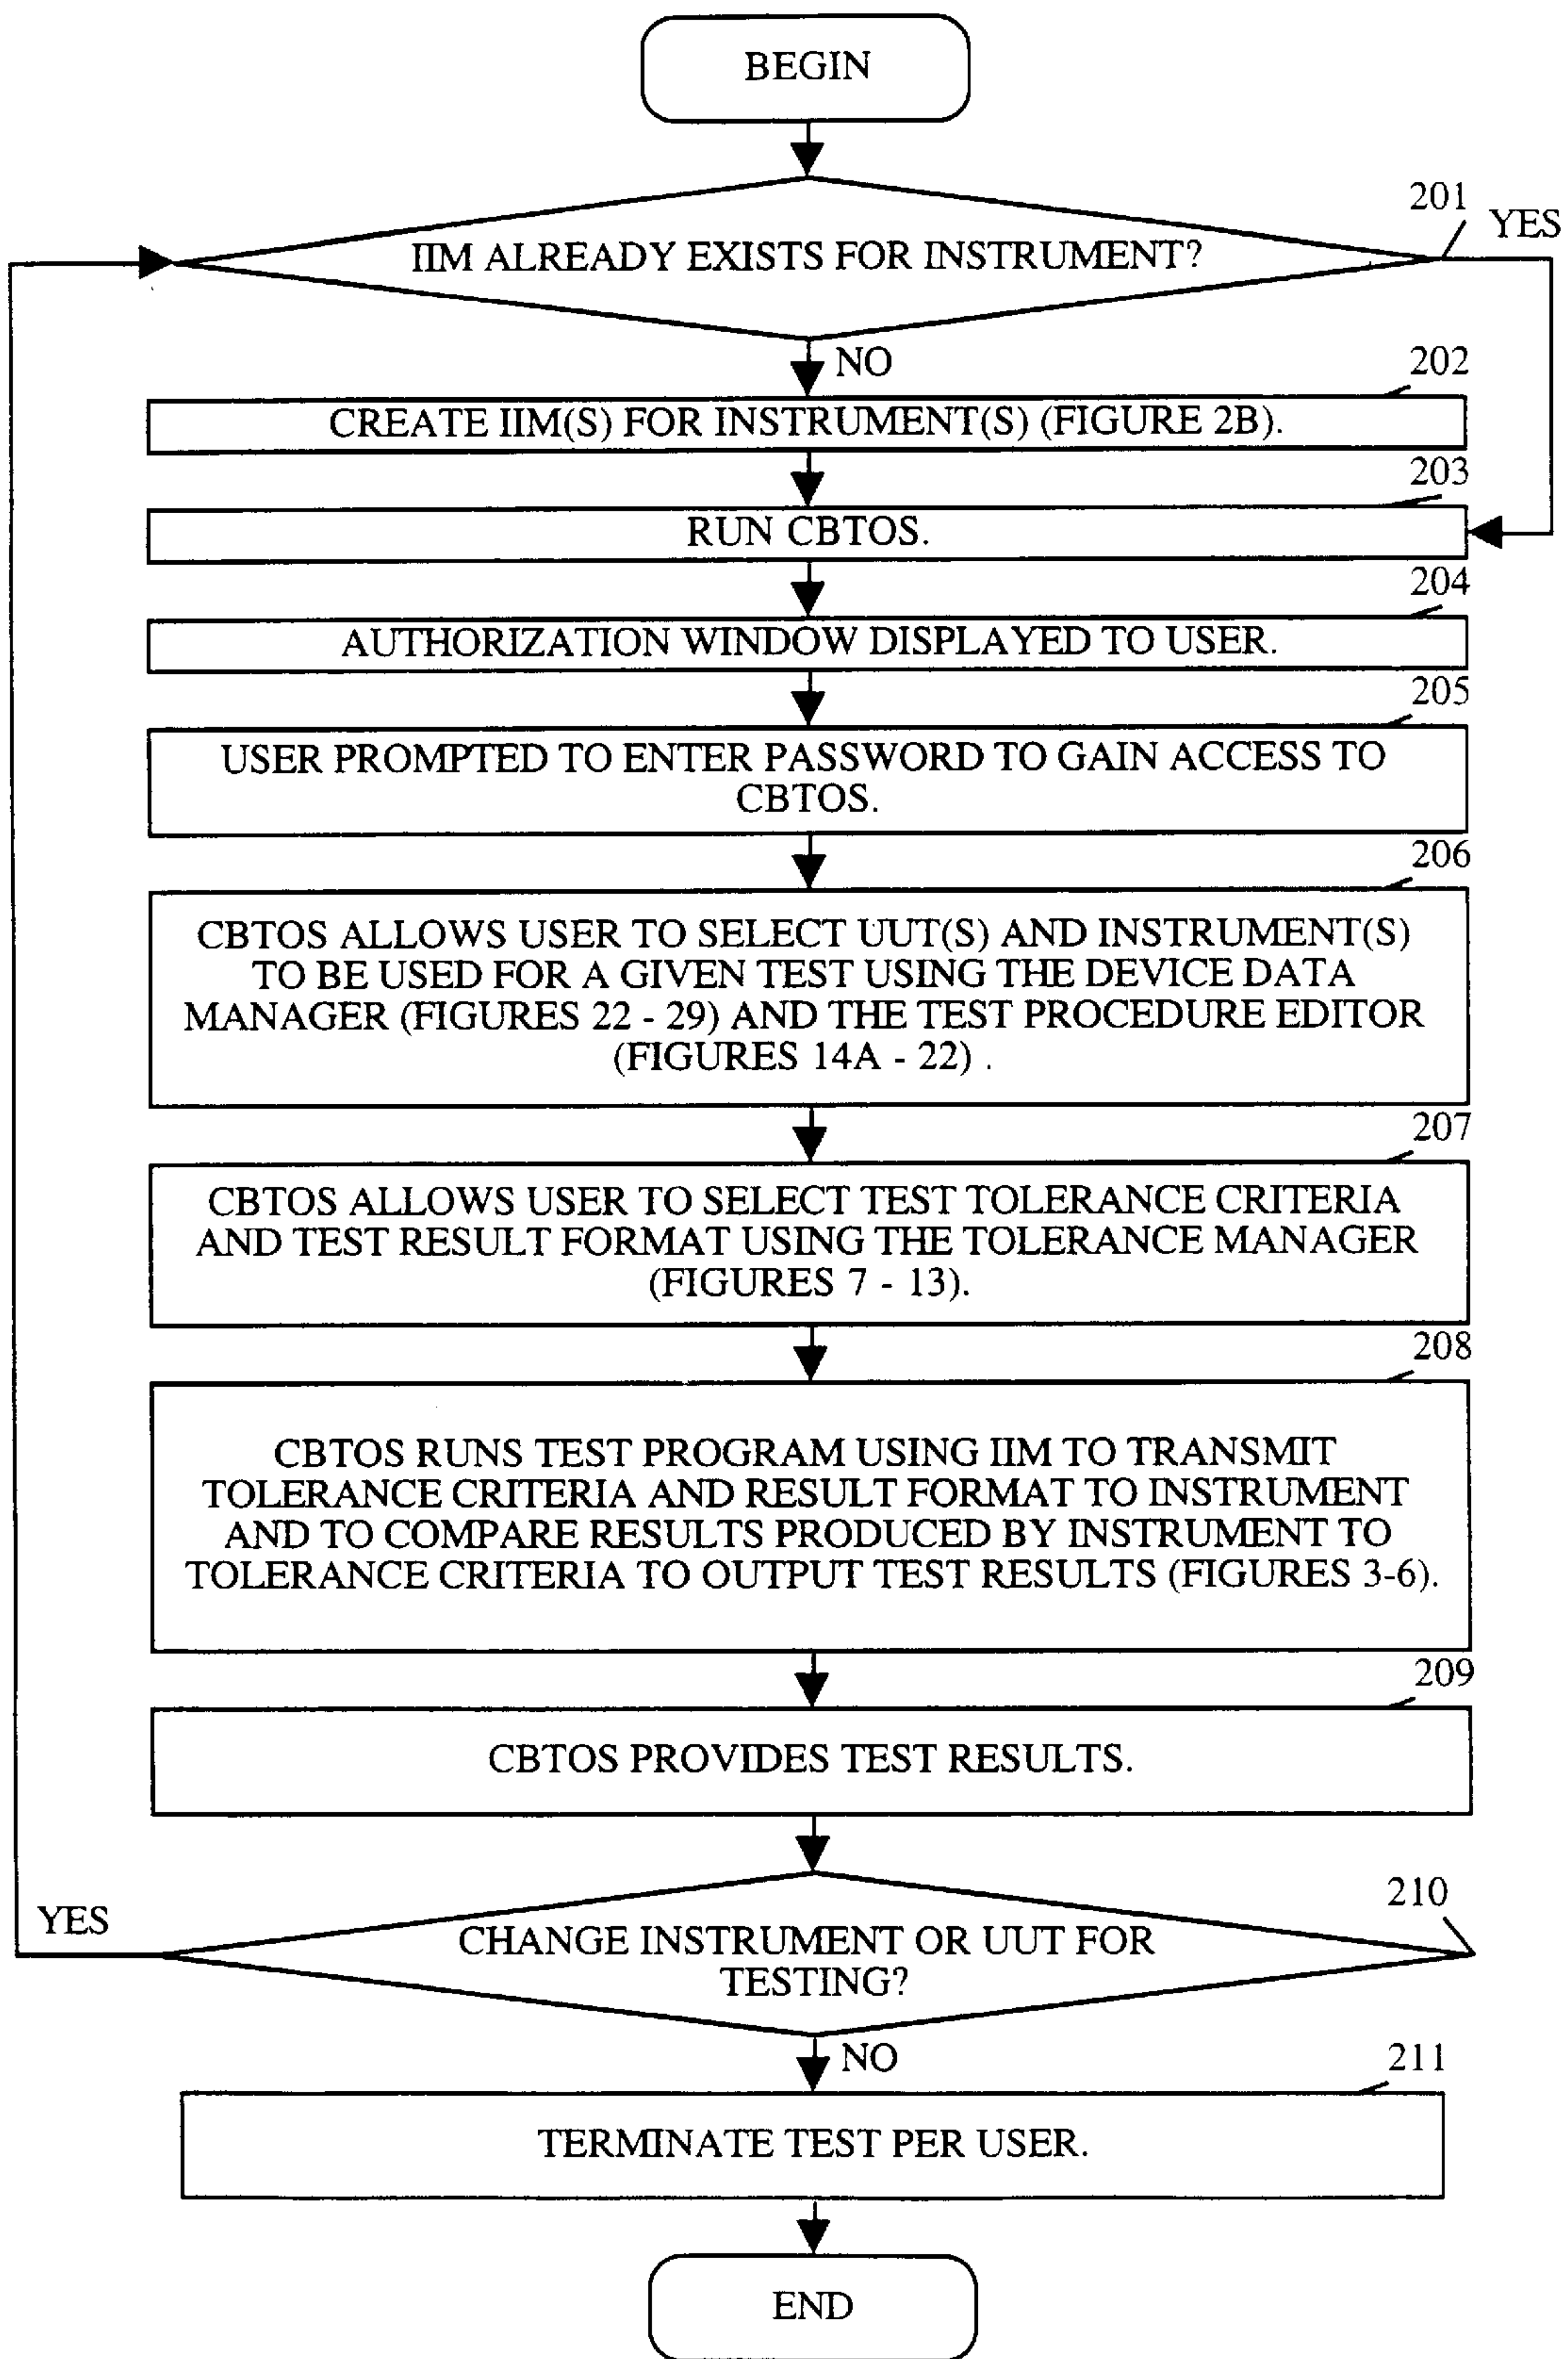 BEGIN
201
YES
IIM ALREADY EXISTS FOR INSTRUMENT?
NO
202
CREATE IIM(S) FOR INSTRUMENT(S) (FIGURE 2B).
203
RUN CBTOS.
204
AUTHORIZATION WINDOW DISPLAYED TO USER.
205
USER PROMPTED TO ENTER PASSWORD TO GAIN ACCESS TO
CBTOS.
206
CBTOS ALLOWS USER TO SELECT UUT(S) AND INSTRUMENT(S)
TO BE USED FOR A GIVEN TEST USING THE DEVICE DATA
MANAGER (FIGURES 22 - 29) AND THE TEST PROCEDURE EDITOR
(FIGURES 14A - 22) .
207
CBTOS ALLOWS USER TO SELECT TEST TOLERANCE CRITERIA
AND TEST RESULT FORMAT USING THE TOLERANCE MANAGER
(FIGURES 7 - 13).
208
CBTOS RUNS TEST PROGRAM USING IIM TO TRANSMIT
TOLERANCE CRITERIA AND RESULT FORMAT TO INSTRUMENT
AND TO COMPARE RESULTS PRODUCED BY INSTRUMENT TO
TOLERANCE CRITERIA TO OUTPUT TEST RESULTS (FIGURES 3-6).
209
CBTOS PROVIDES TEST RESULTS.
210
YES
CHANGE INSTRUMENT OR UUT FOR
TESTING?
NO
211
TERMINATE TEST PER USER.
END